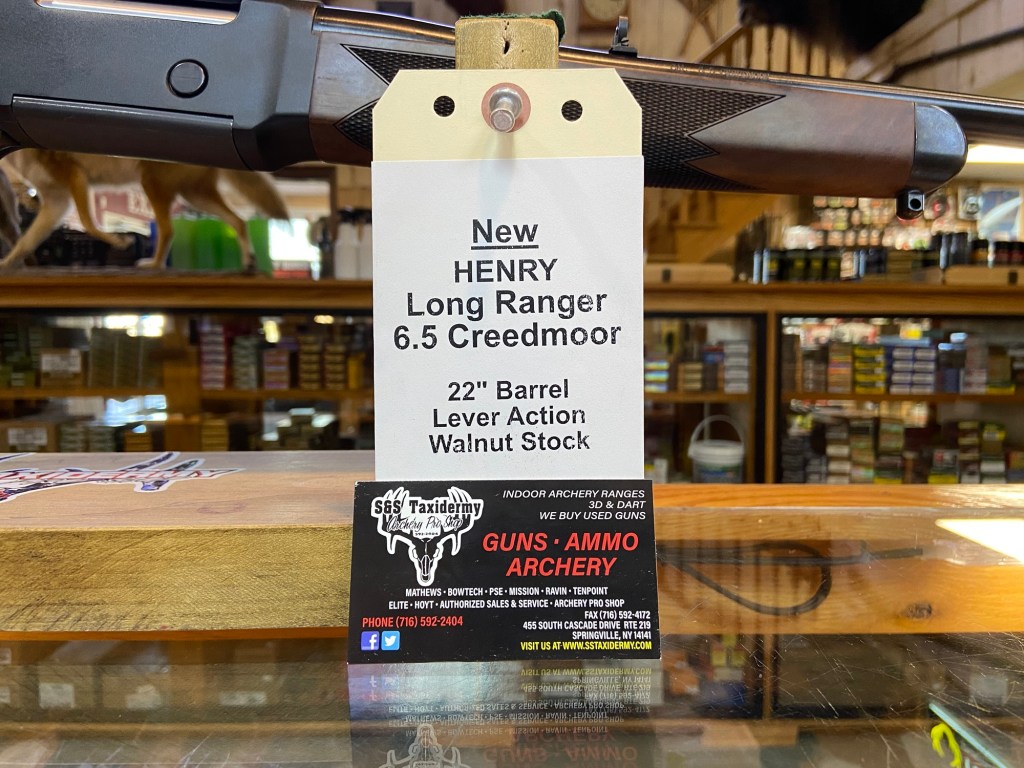 New
HENRY
Long Ranger
6.5 Creedmoor
22" Barrel
Lever Action
Walnut Stock
S&S Taxidermy
Archery Pro Shop
INDOOR ARCHERY RANGES
3D & DART
WE BUY USED GUNS
GUNS · AMMO
ARCHERY
MATHEWS · BOWTECH · PSE · MISSION · RAVIN · TENPOINT
ELITE · HOYT · AUTHORIZED SALES & SERVICE · ARCHERY PRO SHOP
PHONE (716) 592-2404
FAX (716) 592-4172
455 SOUTH CASCADE DRIVE RTE 219
SPRINGVILLE, NY 14141
VISIT US AT WWW.SSTAXIDERMY.COM